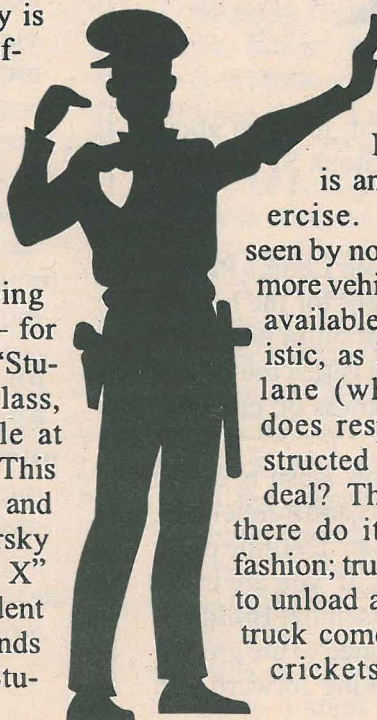 y is
f-
ing
– for
“Stu-
lass,
le at
This
and
rsky
X”
lent
nds
Stu-
is an
ercise.
seen by no
more vehi
available
istic, as
lane (wh
does res
structed
deal? Th
there do it
fashion; tru
to unload a
truck come
crickets